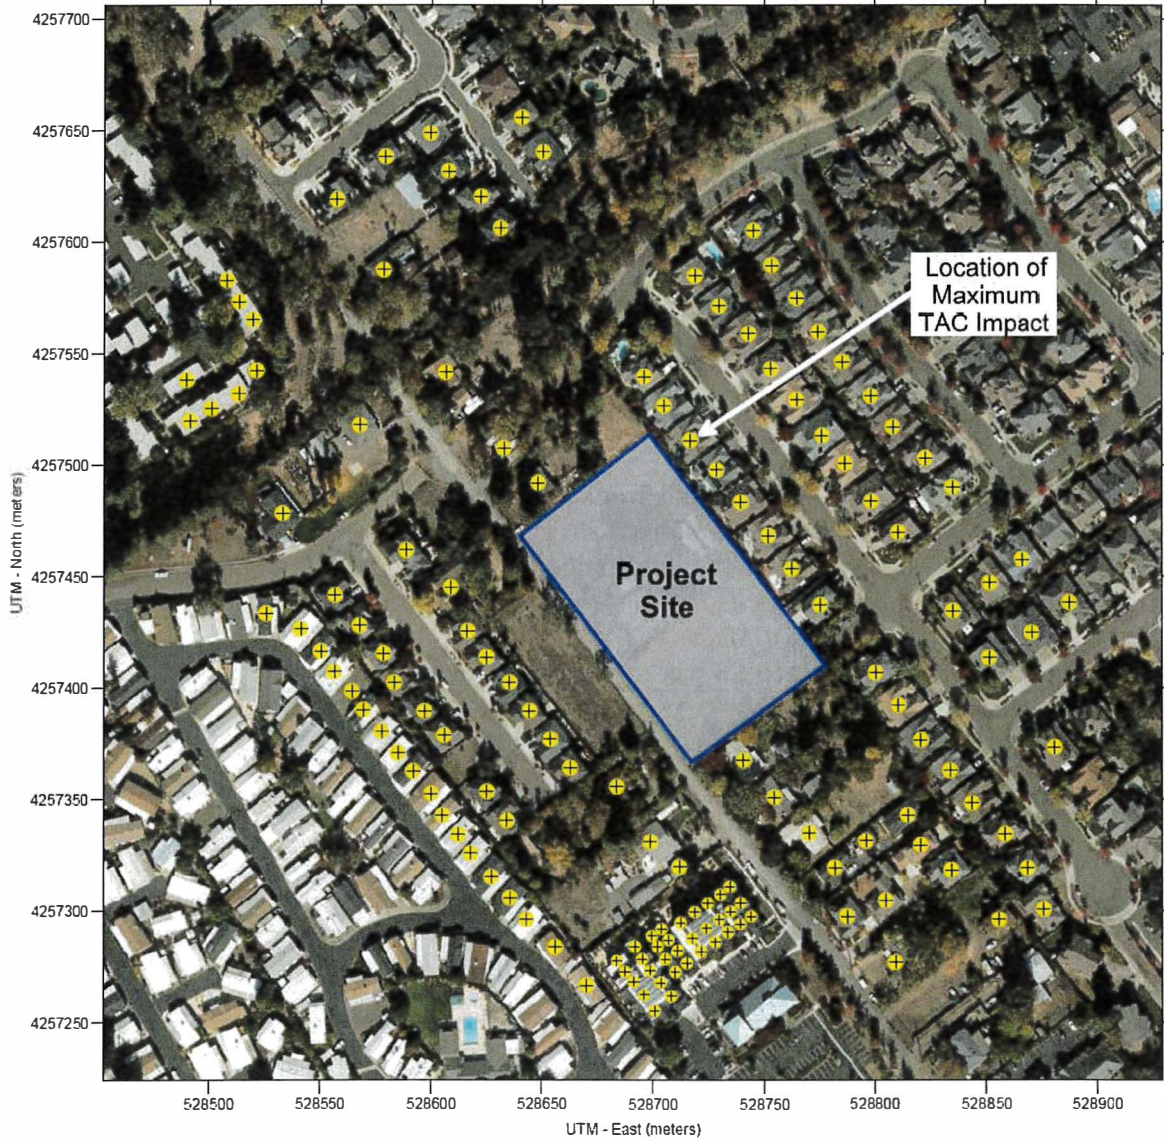 4257700
4257650
4257600
4257550
4257500
4257450
4257400
4257350
4257300
4257250
UTM - North (meters)
Location of
Maximum
TAC Impact
Project
Site
528500
528550
528600
528650
528700
528750
528800
528850
528900
UTM - East (meters)